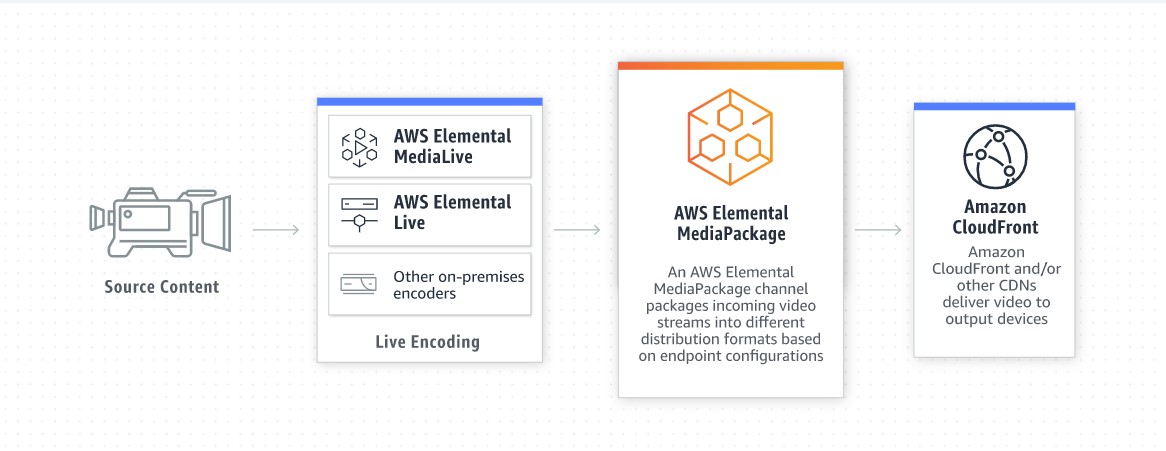 Source Content
AWS Elemental
MediaLive
AWS Elemental
Live
Other on-premises
encoders
Live Encoding
AWS Elemental
MediaPackage
An AWS Elemental
MediaPackage channel
packages incoming video
streams into different
distribution formats based
on endpoint configurations
Amazon
CloudFront
Amazon
CloudFront and/or
other CDNs
deliver video to
output devices